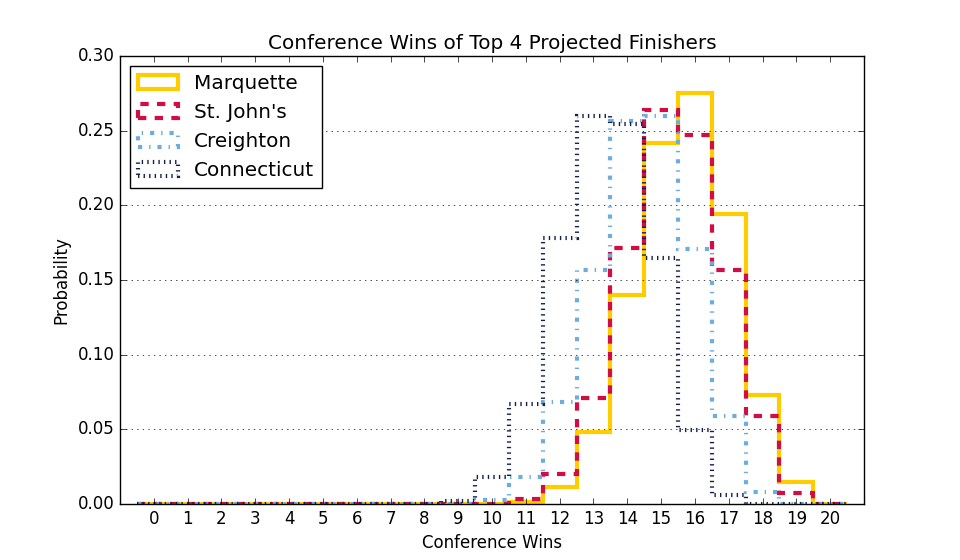 Conference Wins of Top 4 Projected Finishers
0.30
0.25
0.20
0.15
0.10
0.05
0.00
Probability
Marquette
St. John's
Creighton
Connecticut
0 1 2 3 4 5 6 7 8 9 10 11 12 13 14 15 16 17 18 19 20
Conference Wins